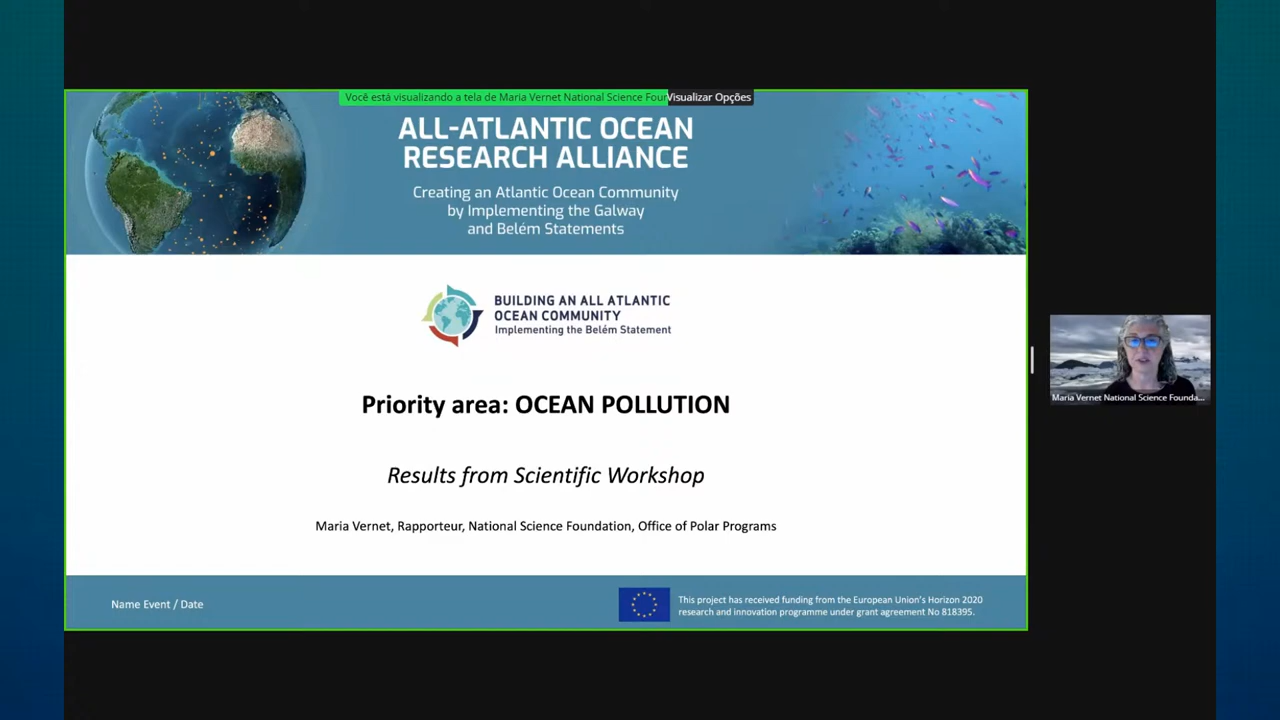 Você está visualizando a tela de Maria Vernet National Science Four
Visualizar Opções
ALL-ATLANTIC OCEAN
RESEARCH ALLIANCE
Creating an Atlantic Ocean Community
by Implementing the Galway
and Belém Statements
BUILDING AN ALL ATLANTIC
OCEAN COMMUNITY
Implementing the Belém Statement
Priority area: OCEAN POLLUTION
Results from Scientific Workshop
Maria Vernet, Rapporteur, National Science Foundation, Office of Polar Programs
Maria Vernet National Science Founda...
Name Event / Date
This project has received funding from the European Union's Horizon 2020
research and innovation programme under grant agreement No 818395.